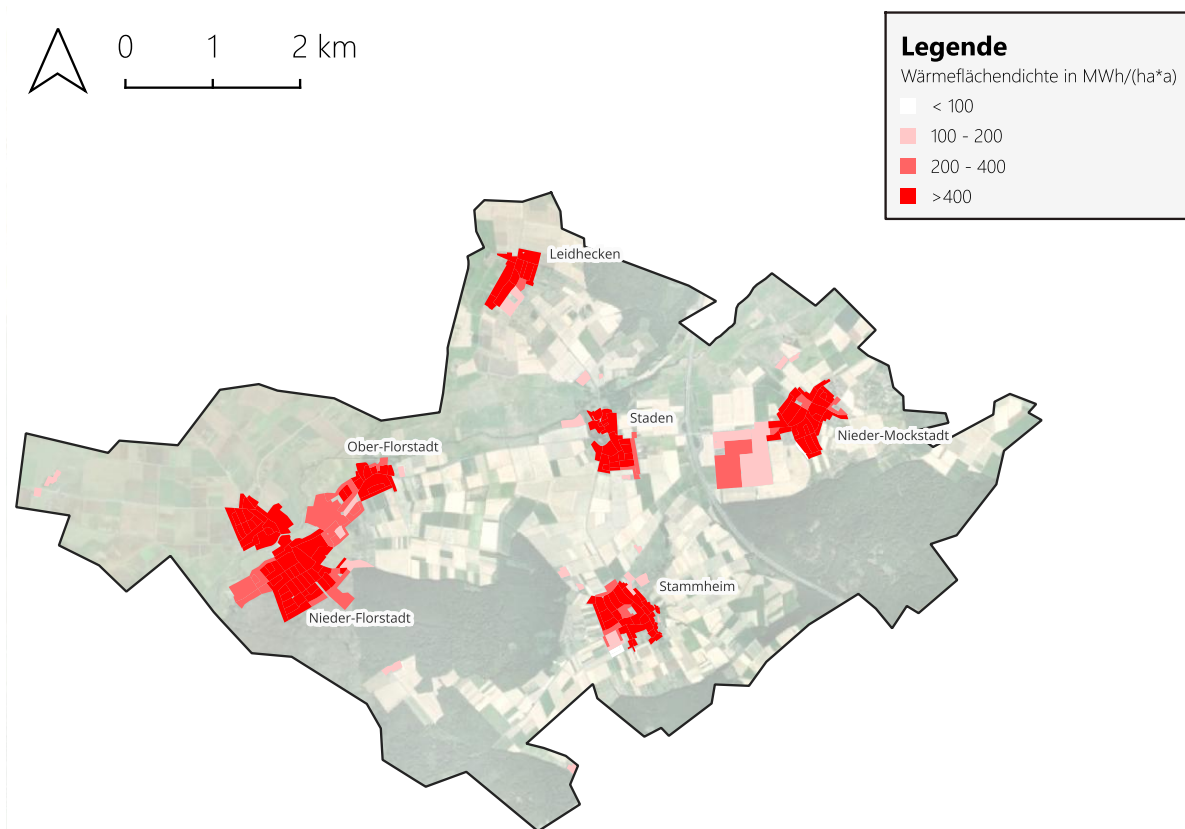 0 1 2 km
Legende
Wärmeflächendichte in MWh/(ha*a)
< 100
100 - 200
200 - 400
>400
Leidhecken
Staden
Nieder-Mockstadt
Ober-Florstadt
Stammheim
Nieder-Florstadt